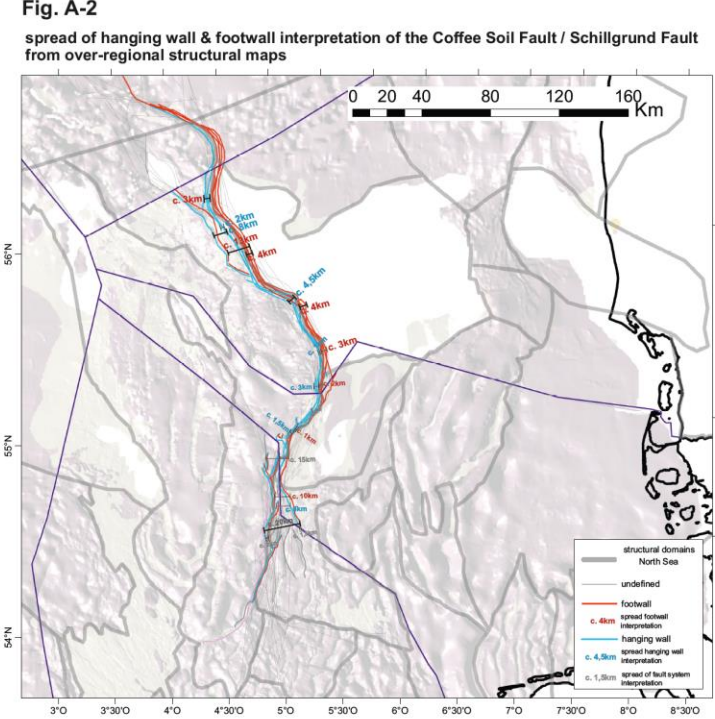 Fig. A-2
spread of hanging wall & footwall interpretation of the Coffee Soil Fault / Schillgrund Fault
from over-regional structural maps
0 20 40 80 120 160
Km
c. 3km
2km
8km
c. 4km
c. 4,5km
c. 4km
56°N
c. 3km
c. 3km
2km
c. 1,5km
c. 1km
55°N
c. 15km
c. 10km
54°N
structural domains
North Sea
undefined
footwall
c. 4km
spread footwall
interpretation
hanging wall
c. 4,5km
spread hanging wall
interpretation
c. 1,5km
spread of fault system
interpretation
3°O 3°30'O 4°O 4°30'O 5°O 5°30'O 6°O 6°30'O 7°O 7°30'O 8°O 8°30'O